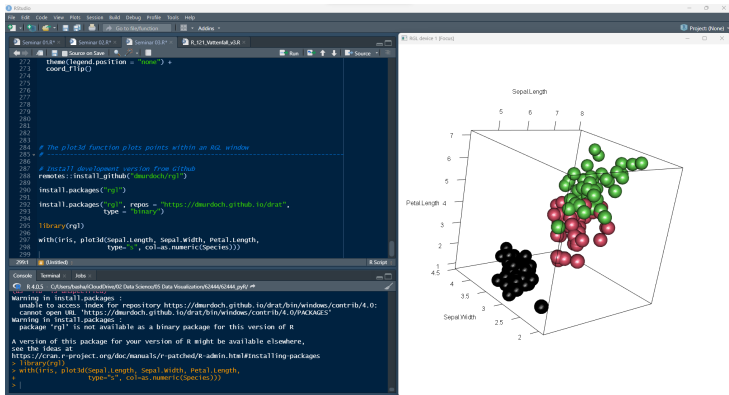 RStudio
File Edit Code View Plots Session Build Debug Profile Tools Help
Go to file/function
Addins
Project: (None)
Seminar 01.R*
Seminar 02.R*
Seminar 03.R*
R_121_Vattenfall_v3.R
Source on Save
Run
Source
272 theme(legend.position = "none") +
273 coord_flip()
274
275
276
277
278
279
280
281
282
283
284 # The plot3d function plots points within an RGL window
285 # ----------------------------------------------------------------
286
287 # Install development version from Github
288 remotes::install_github("dmurdoch/rgl")
289
290 install.packages("rgl")
291
292 install.packages("rgl", repos = "https://dmurdoch.github.io/drat",
293 type = "binary")
294
295 library(rgl)
296
297 with(iris, plot3d(Sepal.Length, Sepal.Width, Petal.Length,
298 type="s", col=as.numeric(Species)))
299
299:1
(Untitled)
R Script
Console
Terminal
Jobs
R 4.0.5
Warning in install.packages :
unable to access index for repository https://dmurdoch.github.io/drat/bin/windows/contrib/4.0:
cannot open URL 'https://dmurdoch.github.io/drat/bin/windows/contrib/4.0/PACKAGES'
Warning in install.packages :
package 'rgl' is not available as a binary package for this version of R
A version of this package for your version of R might be available elsewhere,
see the ideas at
https://cran.r-project.org/doc/manuals/r-patched/R-admin.html#Installing-packages
> library(rgl)
> with(iris, plot3d(Sepal.Length, Sepal.Width, Petal.Length,
+ type="s", col=as.numeric(Species)))
>
RGL device 1 [Focus]
Sepal.Length
5 6 7 8
7
6
5
Petal.Length 4
3
2
1
4.5
4
3.5
Sepal.Width 3
2.5
2